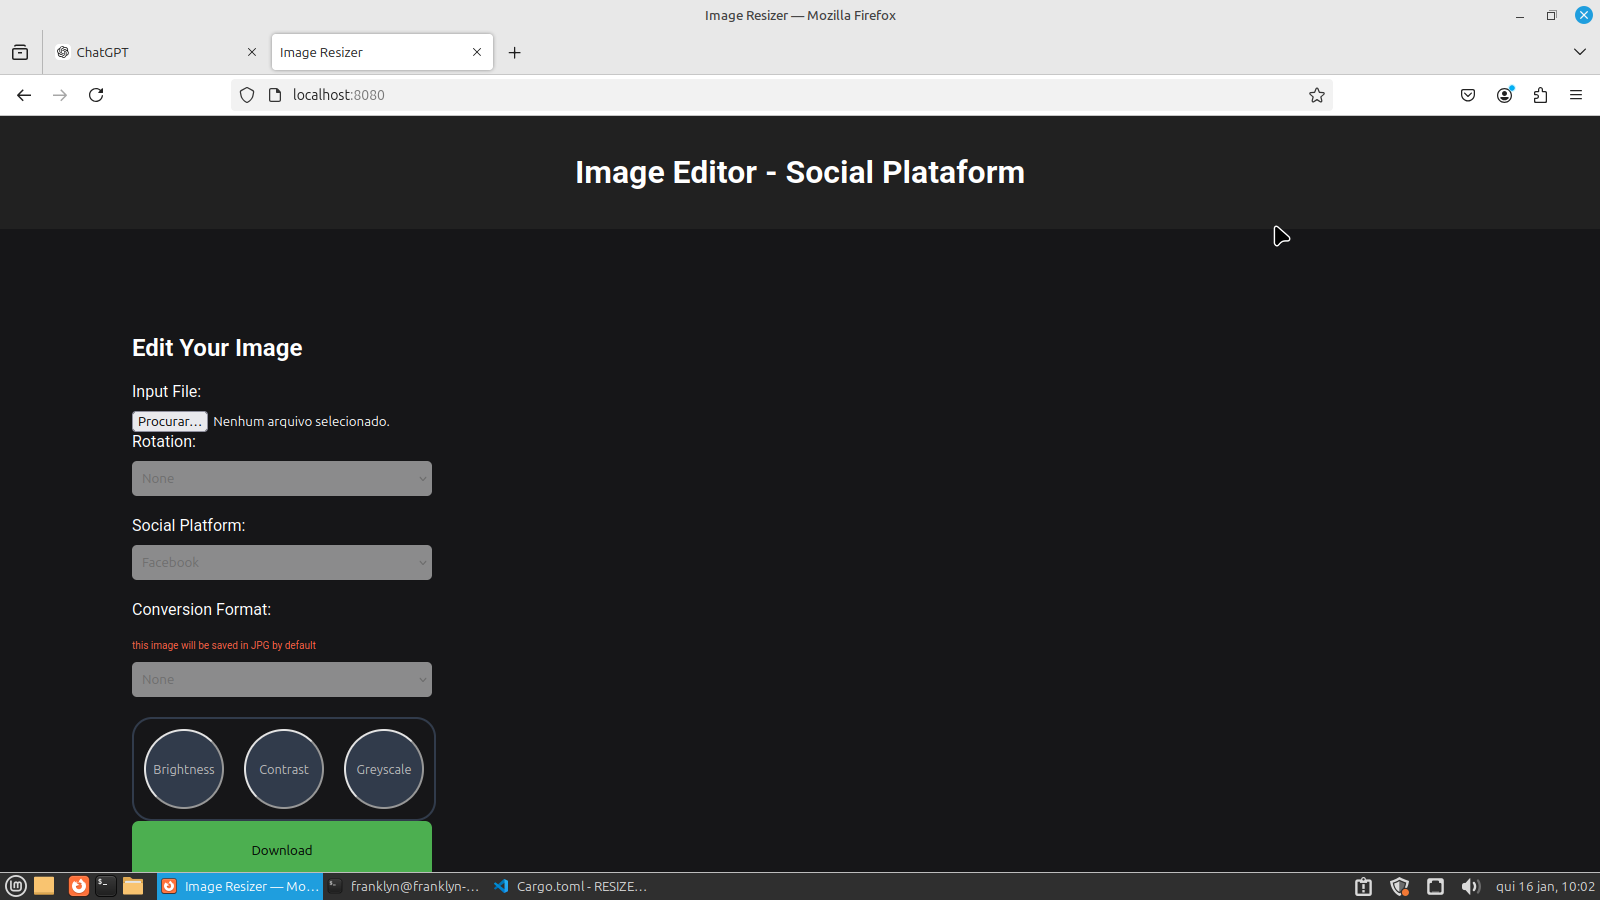 Image Resizer — Mozilla Firefox
ChatGPT
Image Resizer
localhost:8080
Image Editor - Social Plataform
Edit Your Image
Input File:
Procurar... Nenhum arquivo selecionado.
Rotation:
None
Social Platform:
Facebook
Conversion Format:
this image will be saved in JPG by default
None
Brightness Contrast Greyscale
Download
Image Resizer — Mo... franklyn@franklyn-... Cargo.toml - RESIZE... qui 16 jan, 10:02